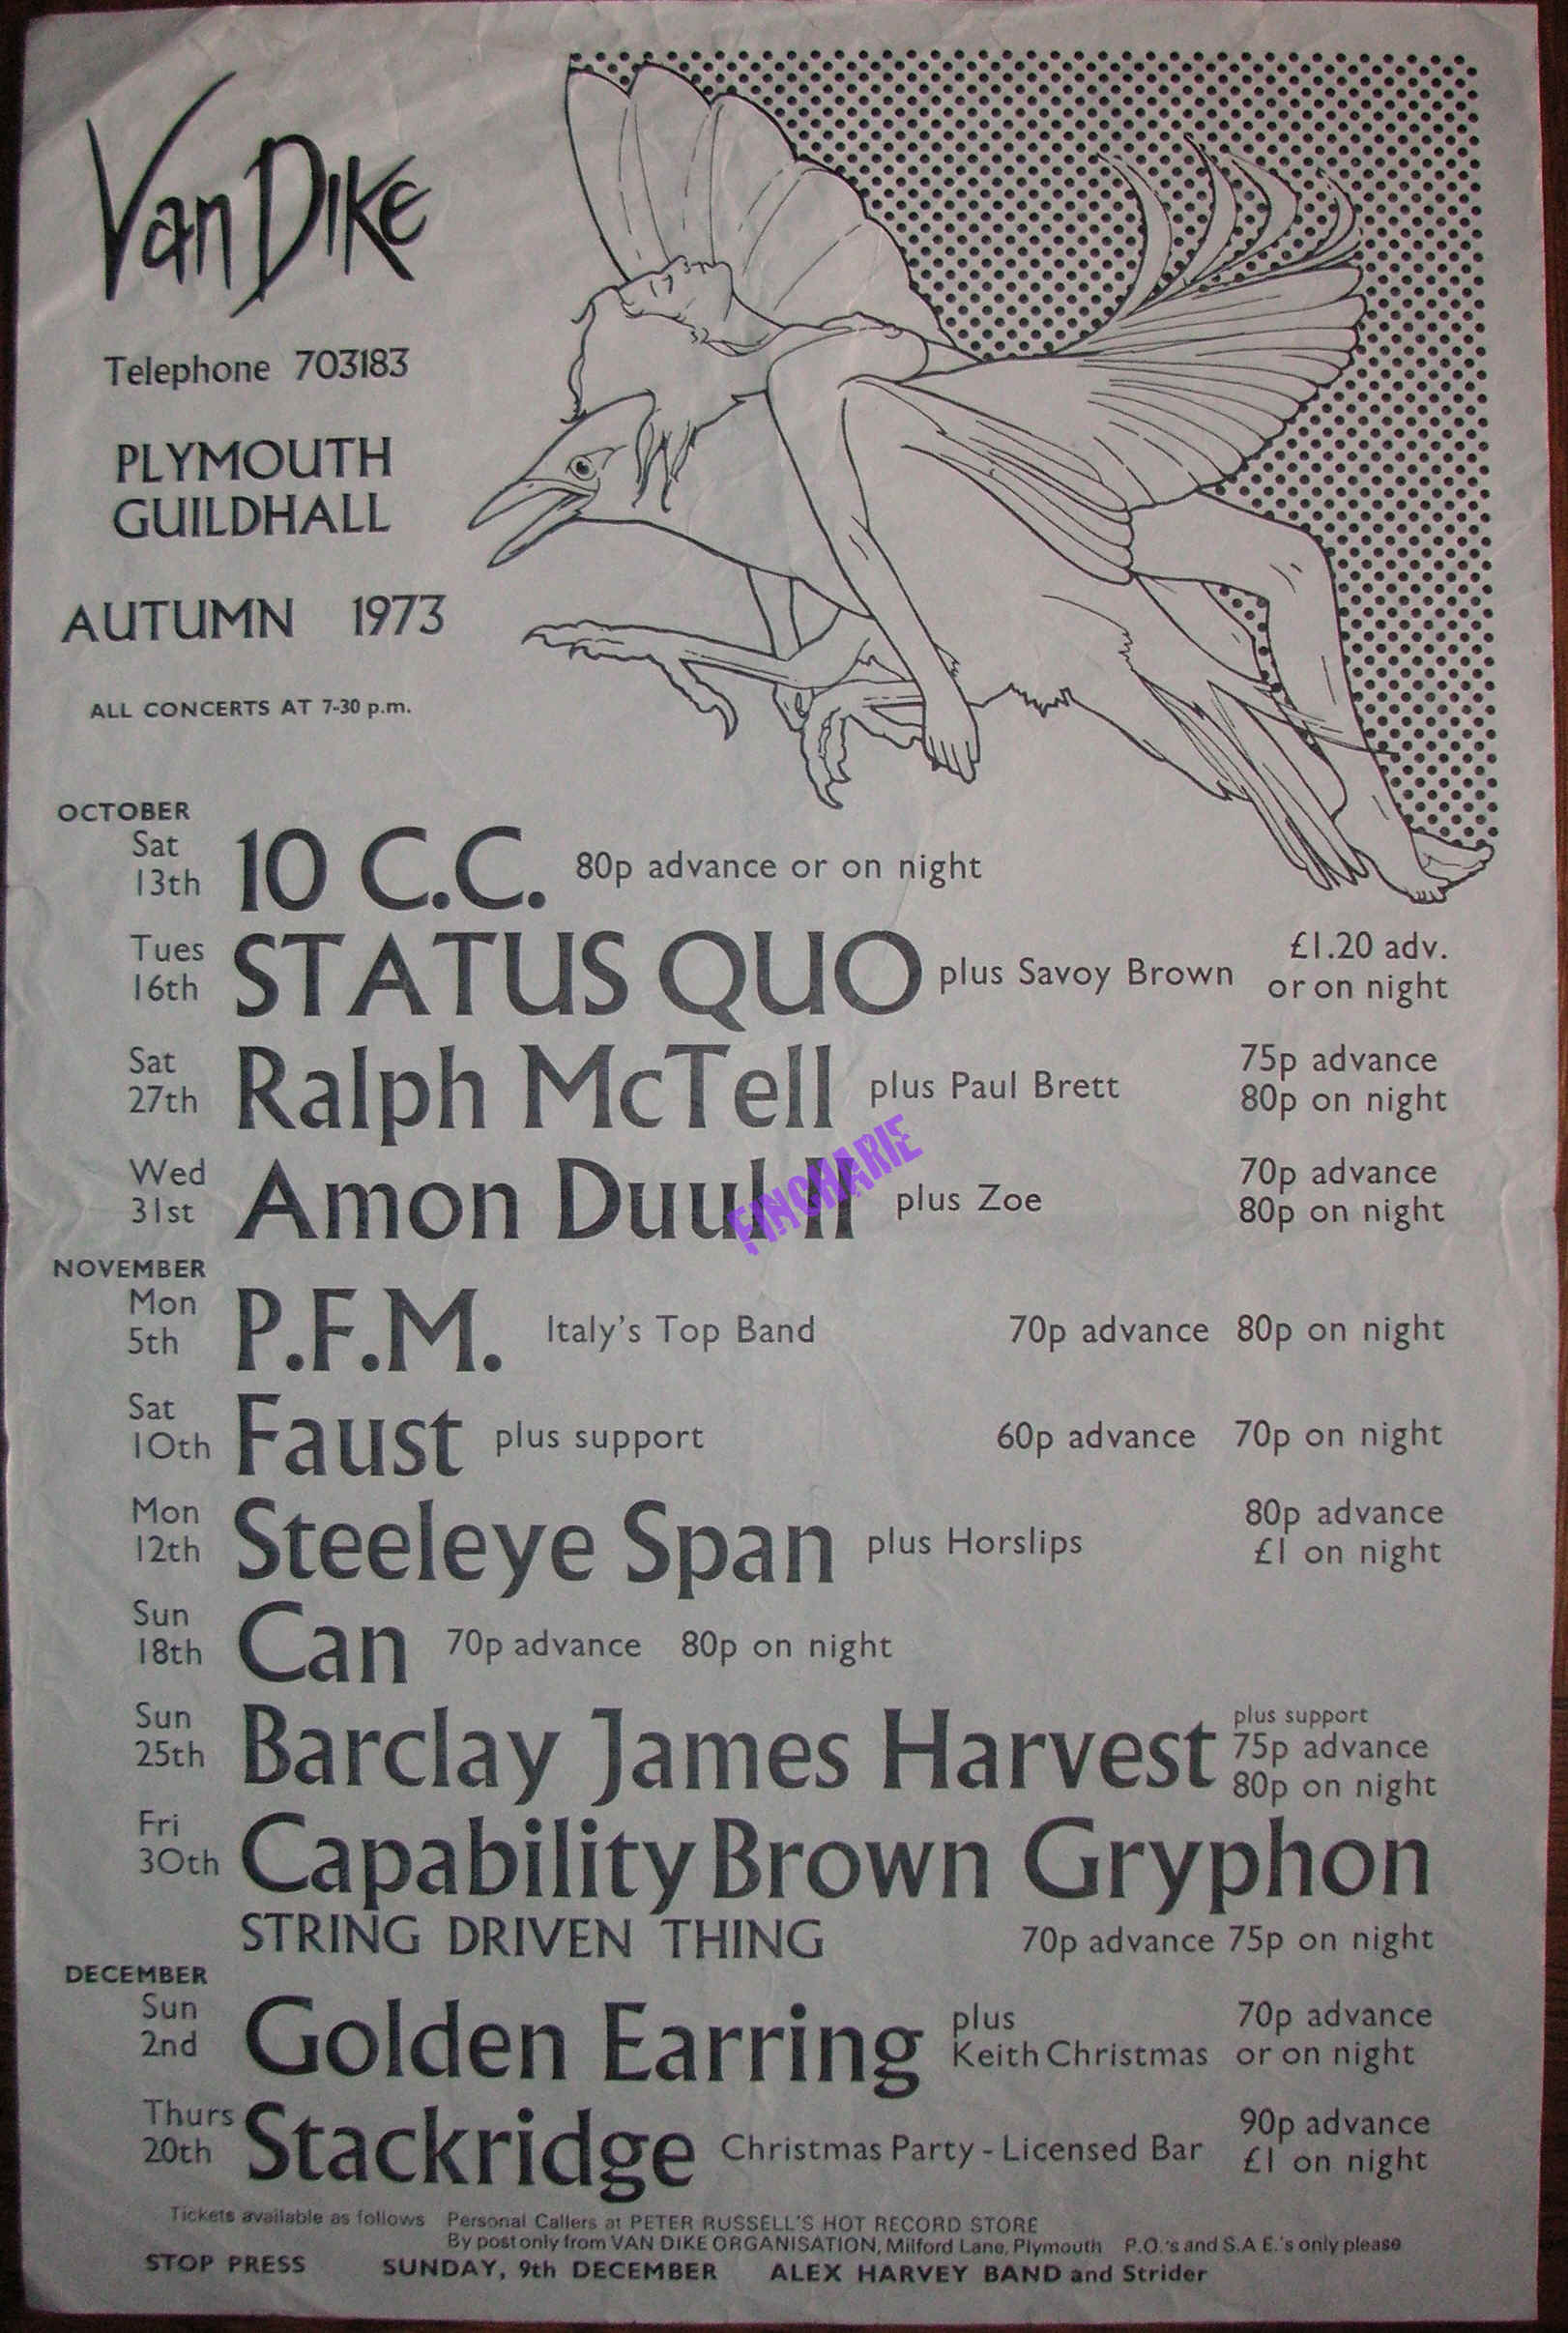 Van Dike
Telephone 703183
PLYMOUTH
GUILDHALL
AUTUMN 1973
ALL CONCERTS AT 7-30 p.m.
OCTOBER
Sat 13th 10 C.C. 80p advance or on night
Tues 16th STATUS QUO plus Savoy Brown £1.20 adv. or on night
Sat 27th Ralph McTell plus Paul Brett 75p advance 80p on night
Wed 31st Amon Duul II plus Zoe 70p advance 80p on night
FINCHARIE
NOVEMBER
Mon 5th P.F.M. Italy's Top Band 70p advance 80p on night
Sat 10th Faust plus support 60p advance 70p on night
Mon 12th Steeleye Span plus Horslips 80p advance £1 on night
Sun 18th Can 70p advance 80p on night
Sun 25th Barclay James Harvest plus support 75p advance 80p on night
Fri 30th Capability Brown Gryphon
STRING DRIVEN THING 70p advance 75p on night
DECEMBER
Sun 2nd Golden Earring plus Keith Christmas 70p advance or on night
Thurs 20th Stackridge Christmas Party - Licensed Bar 90p advance £1 on night
Tickets available as follows Personal Callers at PETER RUSSELL'S HOT RECORD STORE
By post only from VAN DIKE ORGANISATION, Milford Lane, Plymouth P.O.'s and S.A E.'s only please
STOP PRESS SUNDAY, 9th DECEMBER ALEX HARVEY BAND and Strider